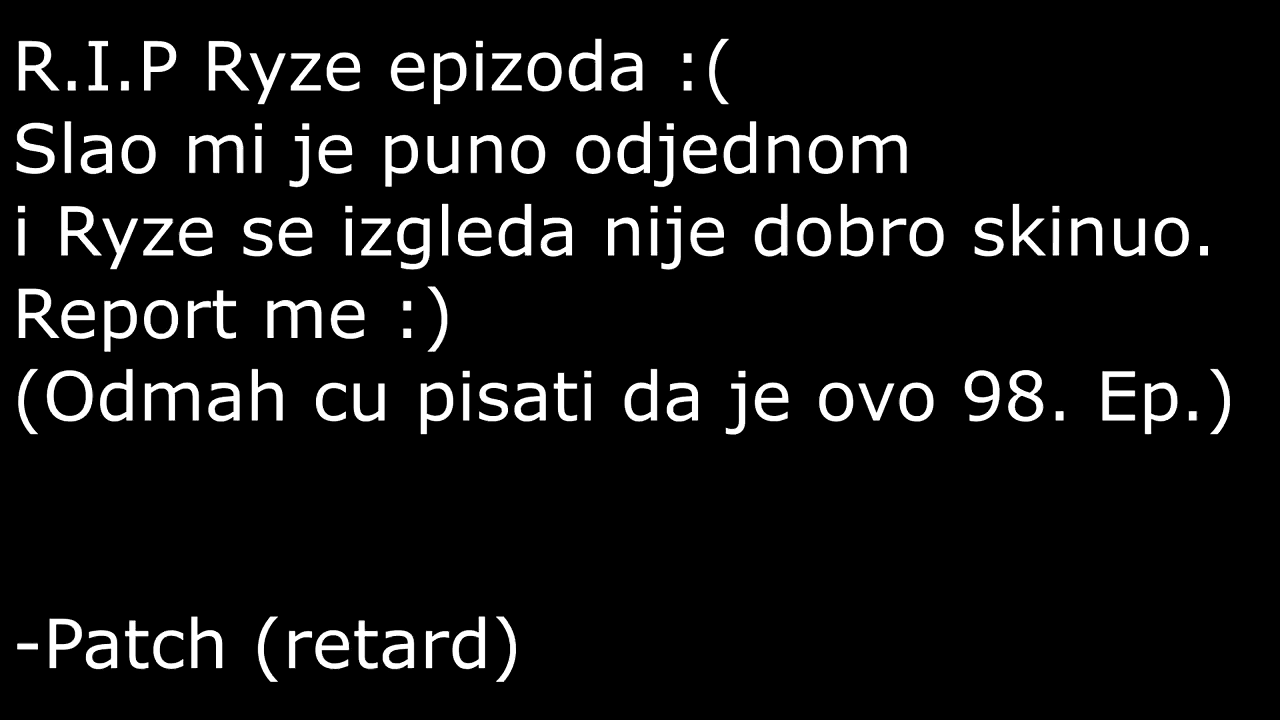 R.I.P Ryze epizoda :(
Slao mi je puno odjednom
i Ryze se izgleda nije dobro skinuo.
Report me :)
(Odmah cu pisati da je ovo 98. Ep.)
-Patch (retard)